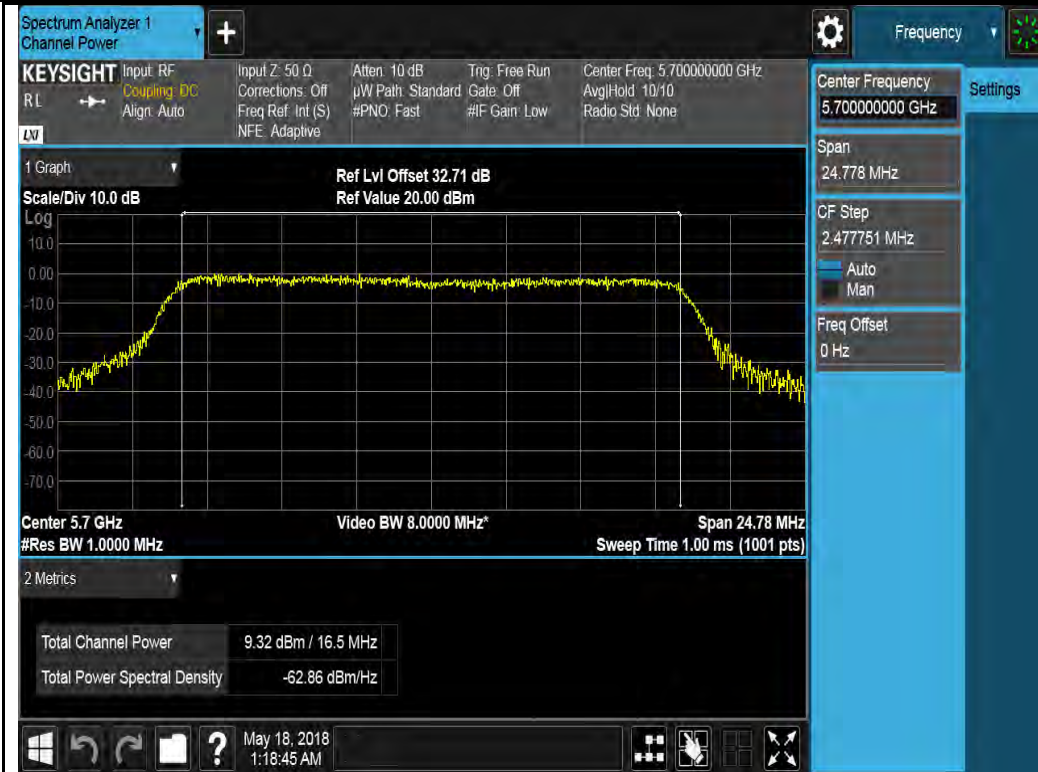 Spectrum Analyzer 1
Channel Power
+
Frequency
KEYSIGHT
RL
LXI
Input: RF
Coupling: DC
Align: Auto
Input Z: 50 Ω
Corrections: Off
Freq Ref: Int (S)
NFE: Adaptive
Atten: 10 dB
µW Path: Standard
#PNO: Fast
Trig: Free Run
Gate: Off
#IF Gain: Low
Center Freq: 5.700000000 GHz
Avg|Hold: 10/10
Radio Std: None
Center Frequency
5.700000000 GHz
Settings
Span
24.778 MHz
CF Step
2.477751 MHz
Auto
Man
Freq Offset
0 Hz
1 Graph
Scale/Div 10.0 dB
Ref Lvl Offset 32.71 dB
Ref Value 20.00 dBm
Log
10.0
0.00
-10.0
-20.0
-30.0
-40.0
-50.0
-60.0
-70.0
Center 5.7 GHz
#Res BW 1.0000 MHz
Video BW 8.0000 MHz*
Span 24.78 MHz
Sweep Time 1.00 ms (1001 pts)
2 Metrics
Total Channel Power 9.32 dBm / 16.5 MHz
Total Power Spectral Density -62.86 dBm/Hz
?
May 18, 2018
1:18:45 AM